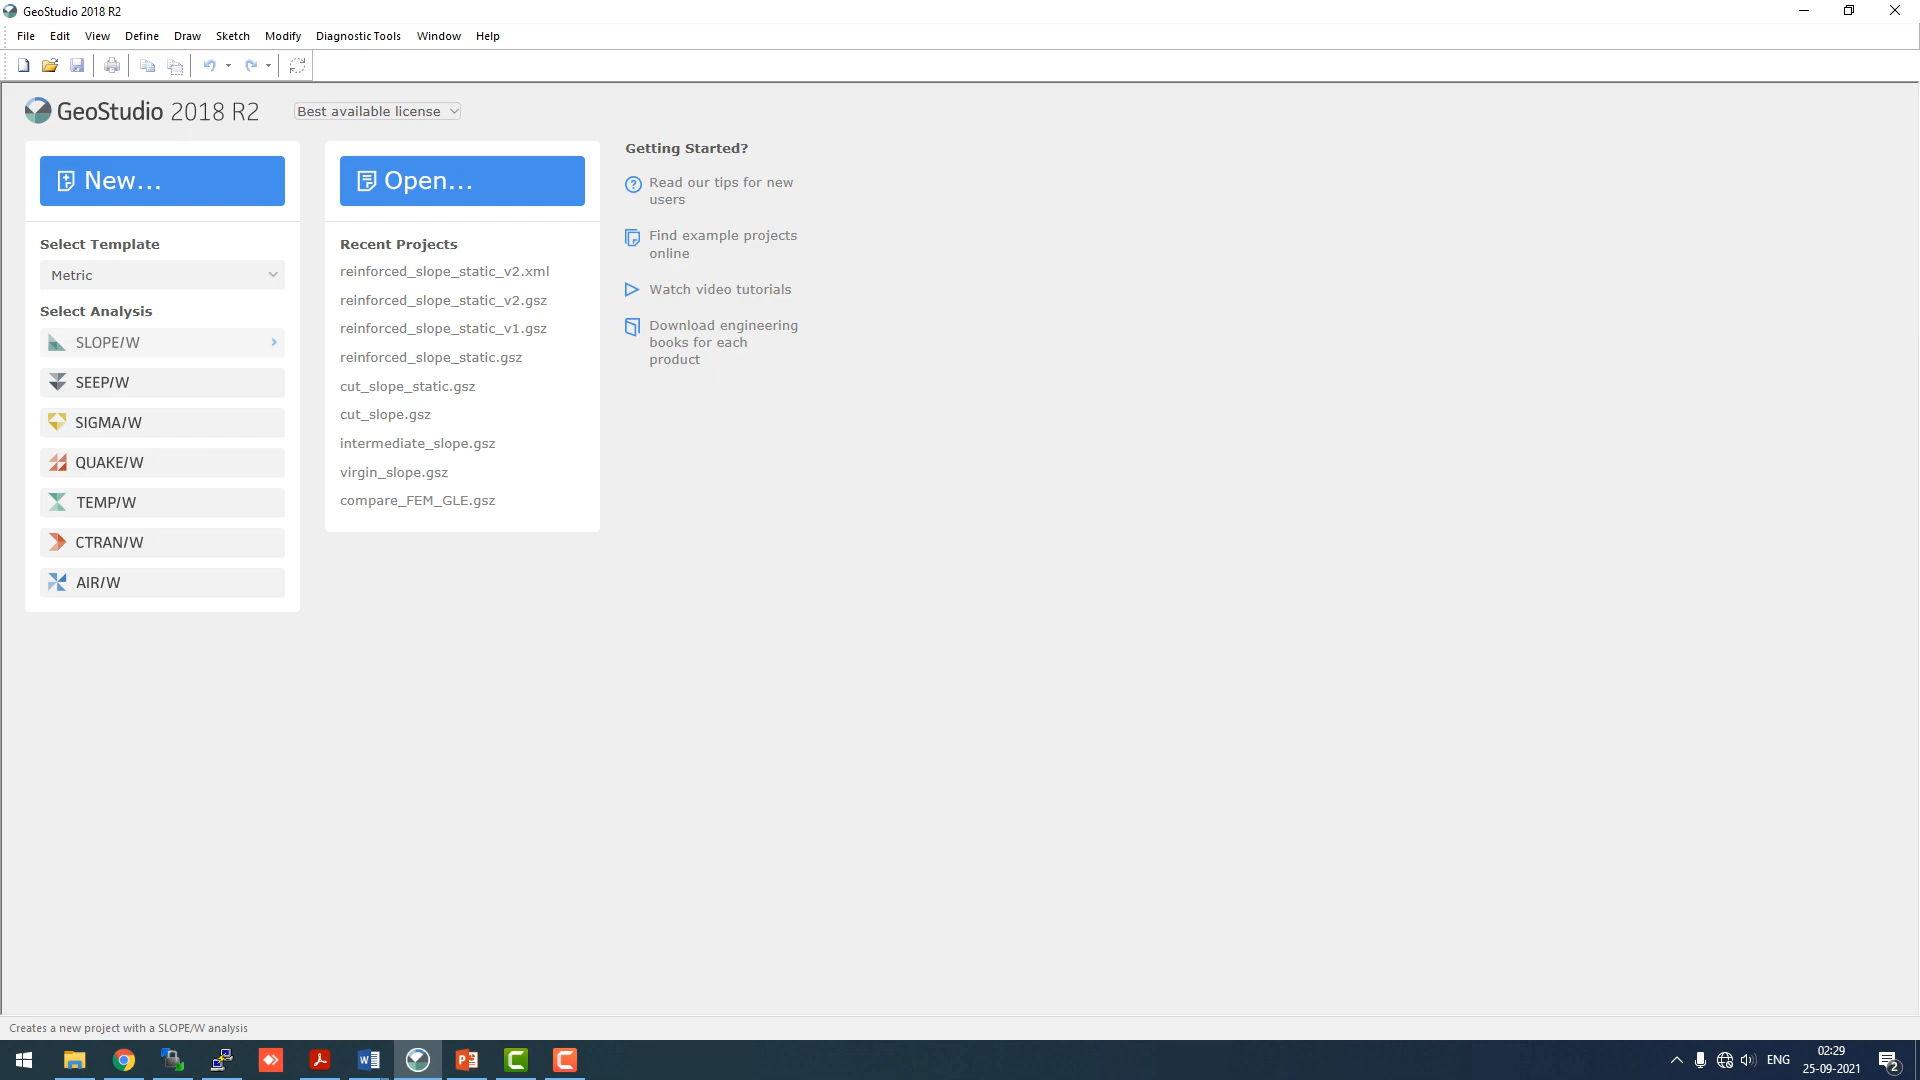 GeoStudio 2018 R2
File Edit View Define Draw Sketch Modify Diagnostic Tools Window Help
GeoStudio 2018 R2
Best available license
New...
Select Template
Metric
Select Analysis
SLOPE/W
SEEP/W
SIGMA/W
QUAKE/W
TEMP/W
CTRAN/W
AIR/W
Open...
Recent Projects
reinforced_slope_static_v2.xml
reinforced_slope_static_v2.gsz
reinforced_slope_static_v1.gsz
reinforced_slope_static.gsz
cut_slope_static.gsz
cut_slope.gsz
intermediate_slope.gsz
virgin_slope.gsz
compare_FEM_GLE.gsz
Getting Started?
Read our tips for new
users
Find example projects
online
Watch video tutorials
Download engineering
books for each
product
Creates a new project with a SLOPE/W analysis
ENG
02:29
25-09-2021
2